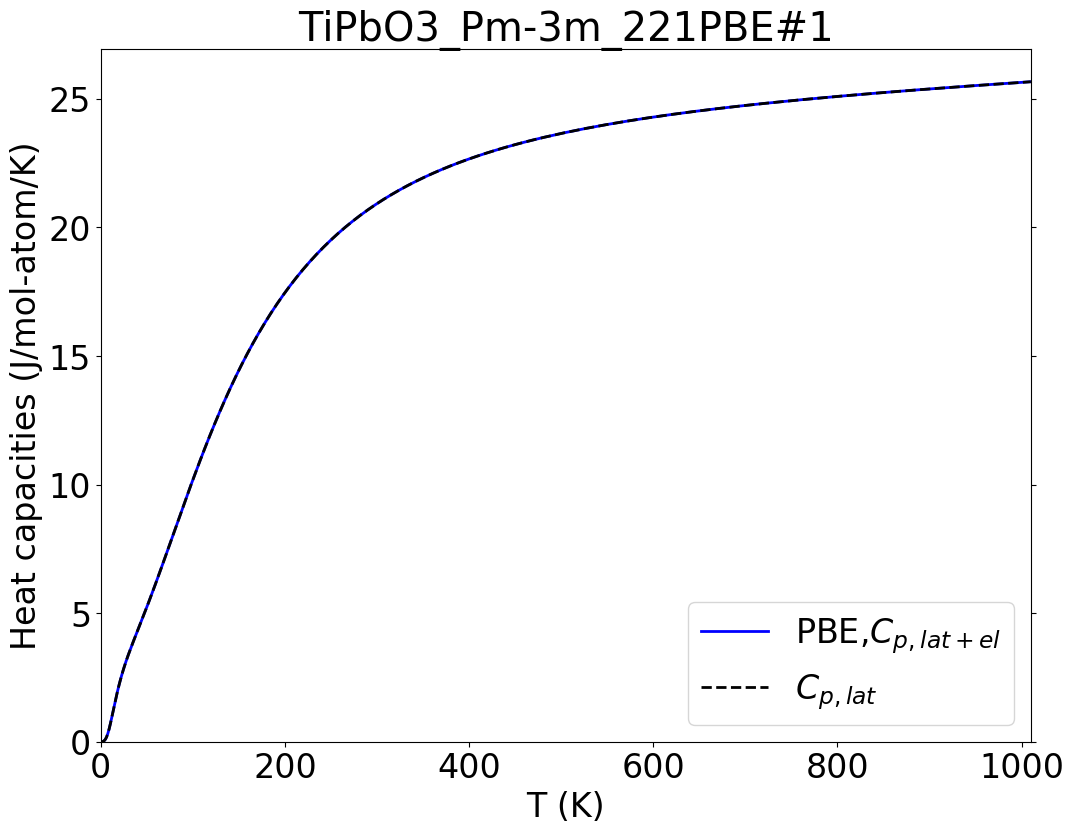 TiPbO3_Pm-3m_221PBE#1
Heat capacities (J/mol-atom/K)
25
20
15
10
5
0
PBE,C_{p, lat+el}
C_{p, lat}
0 200 400 600 800 1000
T (K)